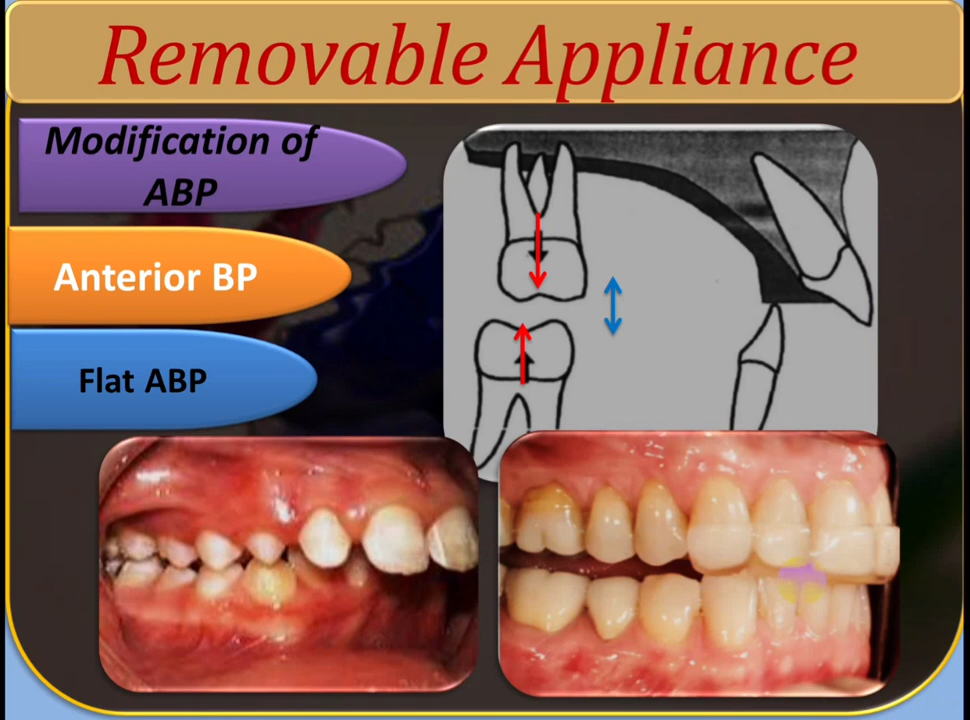 Removable Appliance
Modification of
ABP
Anterior BP
Flat ABP